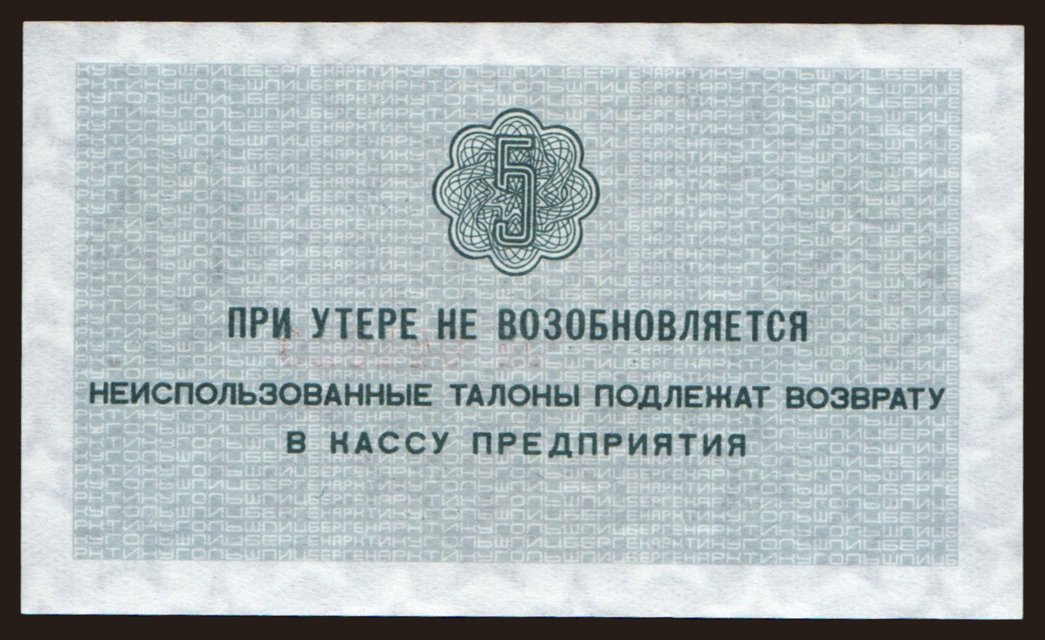 5
ПРИ УТЕРЕ НЕ ВОЗОБНОВЛЯЕТСЯ
НЕИСПОЛЬЗОВАННЫЕ ТАЛОНЫ ПОДЛЕЖАТ ВОЗВРАТУ
В КАССУ ПРЕДПРИЯТИЯ